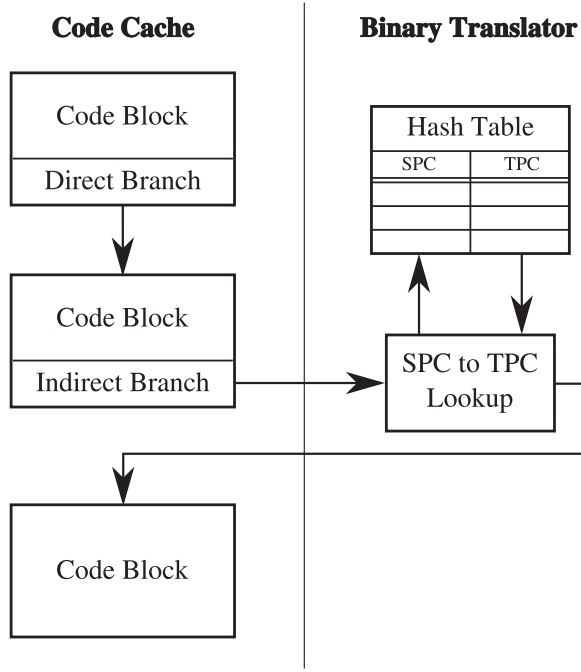 Code Cache
Code Block
Direct Branch
Code Block
Indirect Branch
Code Block
Binary Translator
Hash Table
SPC TPC
SPC to TPC
Lookup